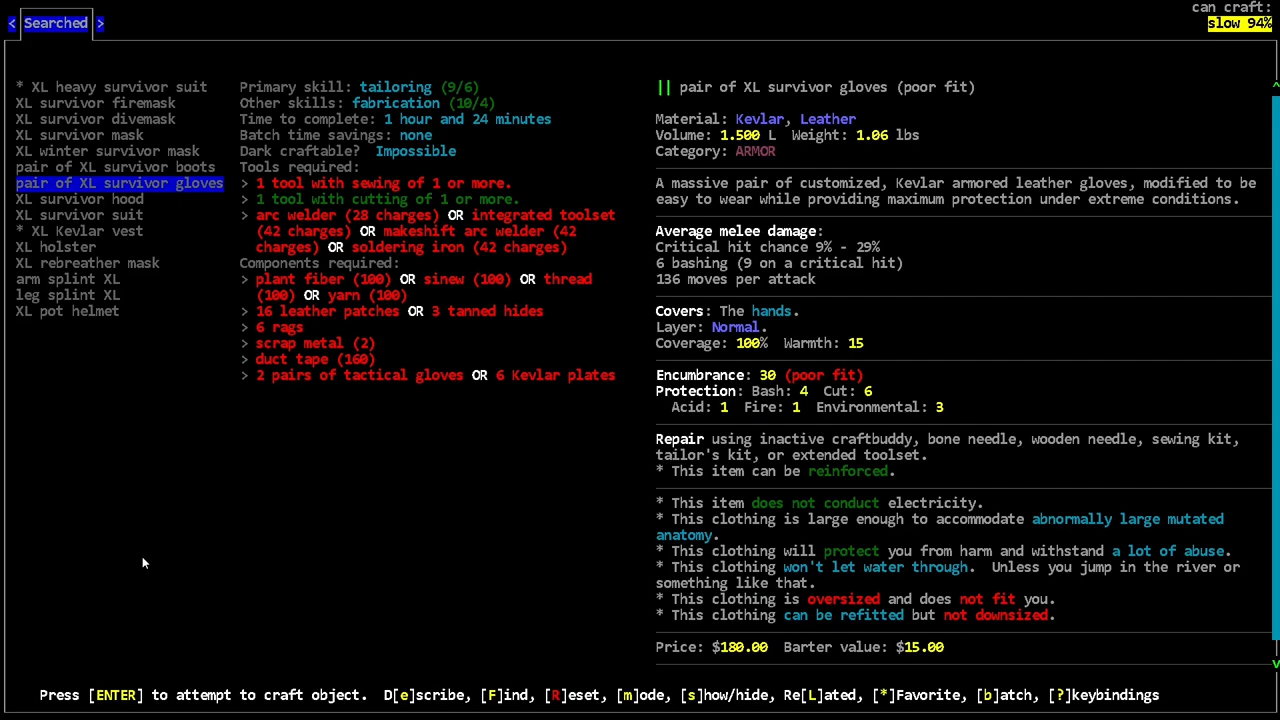 can craft:
< Searched >
slow 94%
* XL heavy survivor suit
XL survivor firemask
XL survivor divemask
XL survivor mask
XL winter survivor mask
pair of XL survivor boots
pair of XL survivor gloves
XL survivor hood
XL survivor suit
* XL Kevlar vest
XL holster
XL rebreather mask
arm splint XL
leg splint XL
XL pot helmet
Primary skill: tailoring (9/6)
Other skills: fabrication (10/4)
Time to complete: 1 hour and 24 minutes
Batch time savings: none
Dark craftable?  Impossible
Tools required:
> 1 tool with sewing of 1 or more.
> 1 tool with cutting of 1 or more.
> arc welder (28 charges) OR integrated toolset
(42 charges) OR makeshift arc welder (42
charges) OR soldering iron (42 charges)
Components required:
> plant fiber (100) OR sinew (100) OR thread
(100) OR yarn (100)
> 16 leather patches OR 3 tanned hides
> 6 rags
> scrap metal (2)
> duct tape (160)
> 2 pairs of tactical gloves OR 6 Kevlar plates
|| pair of XL survivor gloves (poor fit)
Material: Kevlar, Leather
Volume: 1.500 L  Weight: 1.06 lbs
Category: ARMOR
A massive pair of customized, Kevlar armored leather gloves, modified to be
easy to wear while providing maximum protection under extreme conditions.
Average melee damage:
Critical hit chance 9% - 29%
6 bashing (9 on a critical hit)
136 moves per attack
Covers: The hands.
Layer: Normal.
Coverage: 100%  Warmth: 15
Encumbrance: 30 (poor fit)
Protection: Bash: 4  Cut: 6
Acid: 1  Fire: 1  Environmental: 3
Repair using inactive craftbuddy, bone needle, wooden needle, sewing kit,
tailor's kit, or extended toolset.
* This item can be reinforced.
* This item does not conduct electricity.
* This clothing is large enough to accommodate abnormally large mutated
anatomy.
* This clothing will protect you from harm and withstand a lot of abuse.
* This clothing won't let water through.  Unless you jump in the river or
something like that.
* This clothing is oversized and does not fit you.
* This clothing can be refitted but not downsized.
Price: $180.00  Barter value: $15.00
Press [ENTER] to attempt to craft object.  D[e]scribe, [F]ind, [R]eset, [m]ode, [s]how/hide, Re[L]ated, [*]Favorite, [b]atch, [?]keybindings